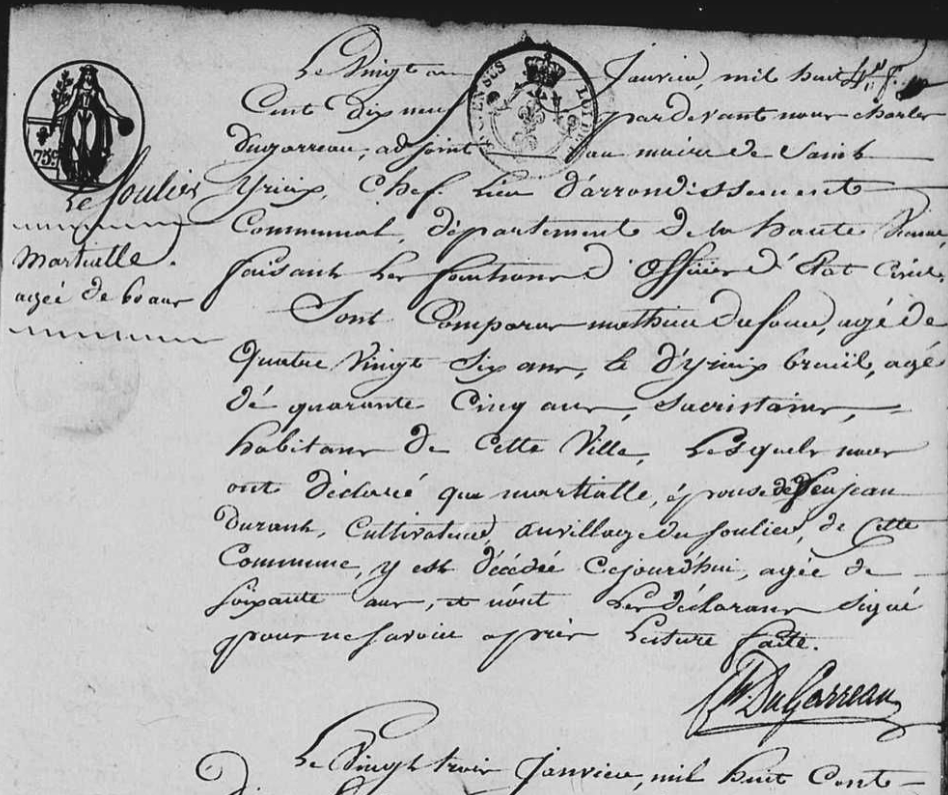 Le Soulier
Martialle.
agée de 60 ans
Le Vingt Janvier, mil huit
Cent dix neuf pardevant nous charles
Dugarreau, adjoint au maire de Saint
Yrieix, Chef-Lieu d'arrondissement
Communal, département de la haute Vienne,
faisant les fonctions d'Officier d'Etat Civil
Sont Comparus mathieu Dufour, agé de
Quatre Vingt Six ans, & d'Yrieix breuil, agé
dé quarante Cinq ans, Sacristains,
habitans de Cette Ville, Lesquels nous
ont déclaré que martialle, épouse de feu jean
Durant, Cultivateur, au village du Soulier, de Cette
Commune, y est décédée Cejourd'hui, agée de
soixante ans, et n'ont Les déclarans signé
pour ne savoir après Lecture faite.
DuGarreau
Le Vingt trois Janvier, mil huit Cent